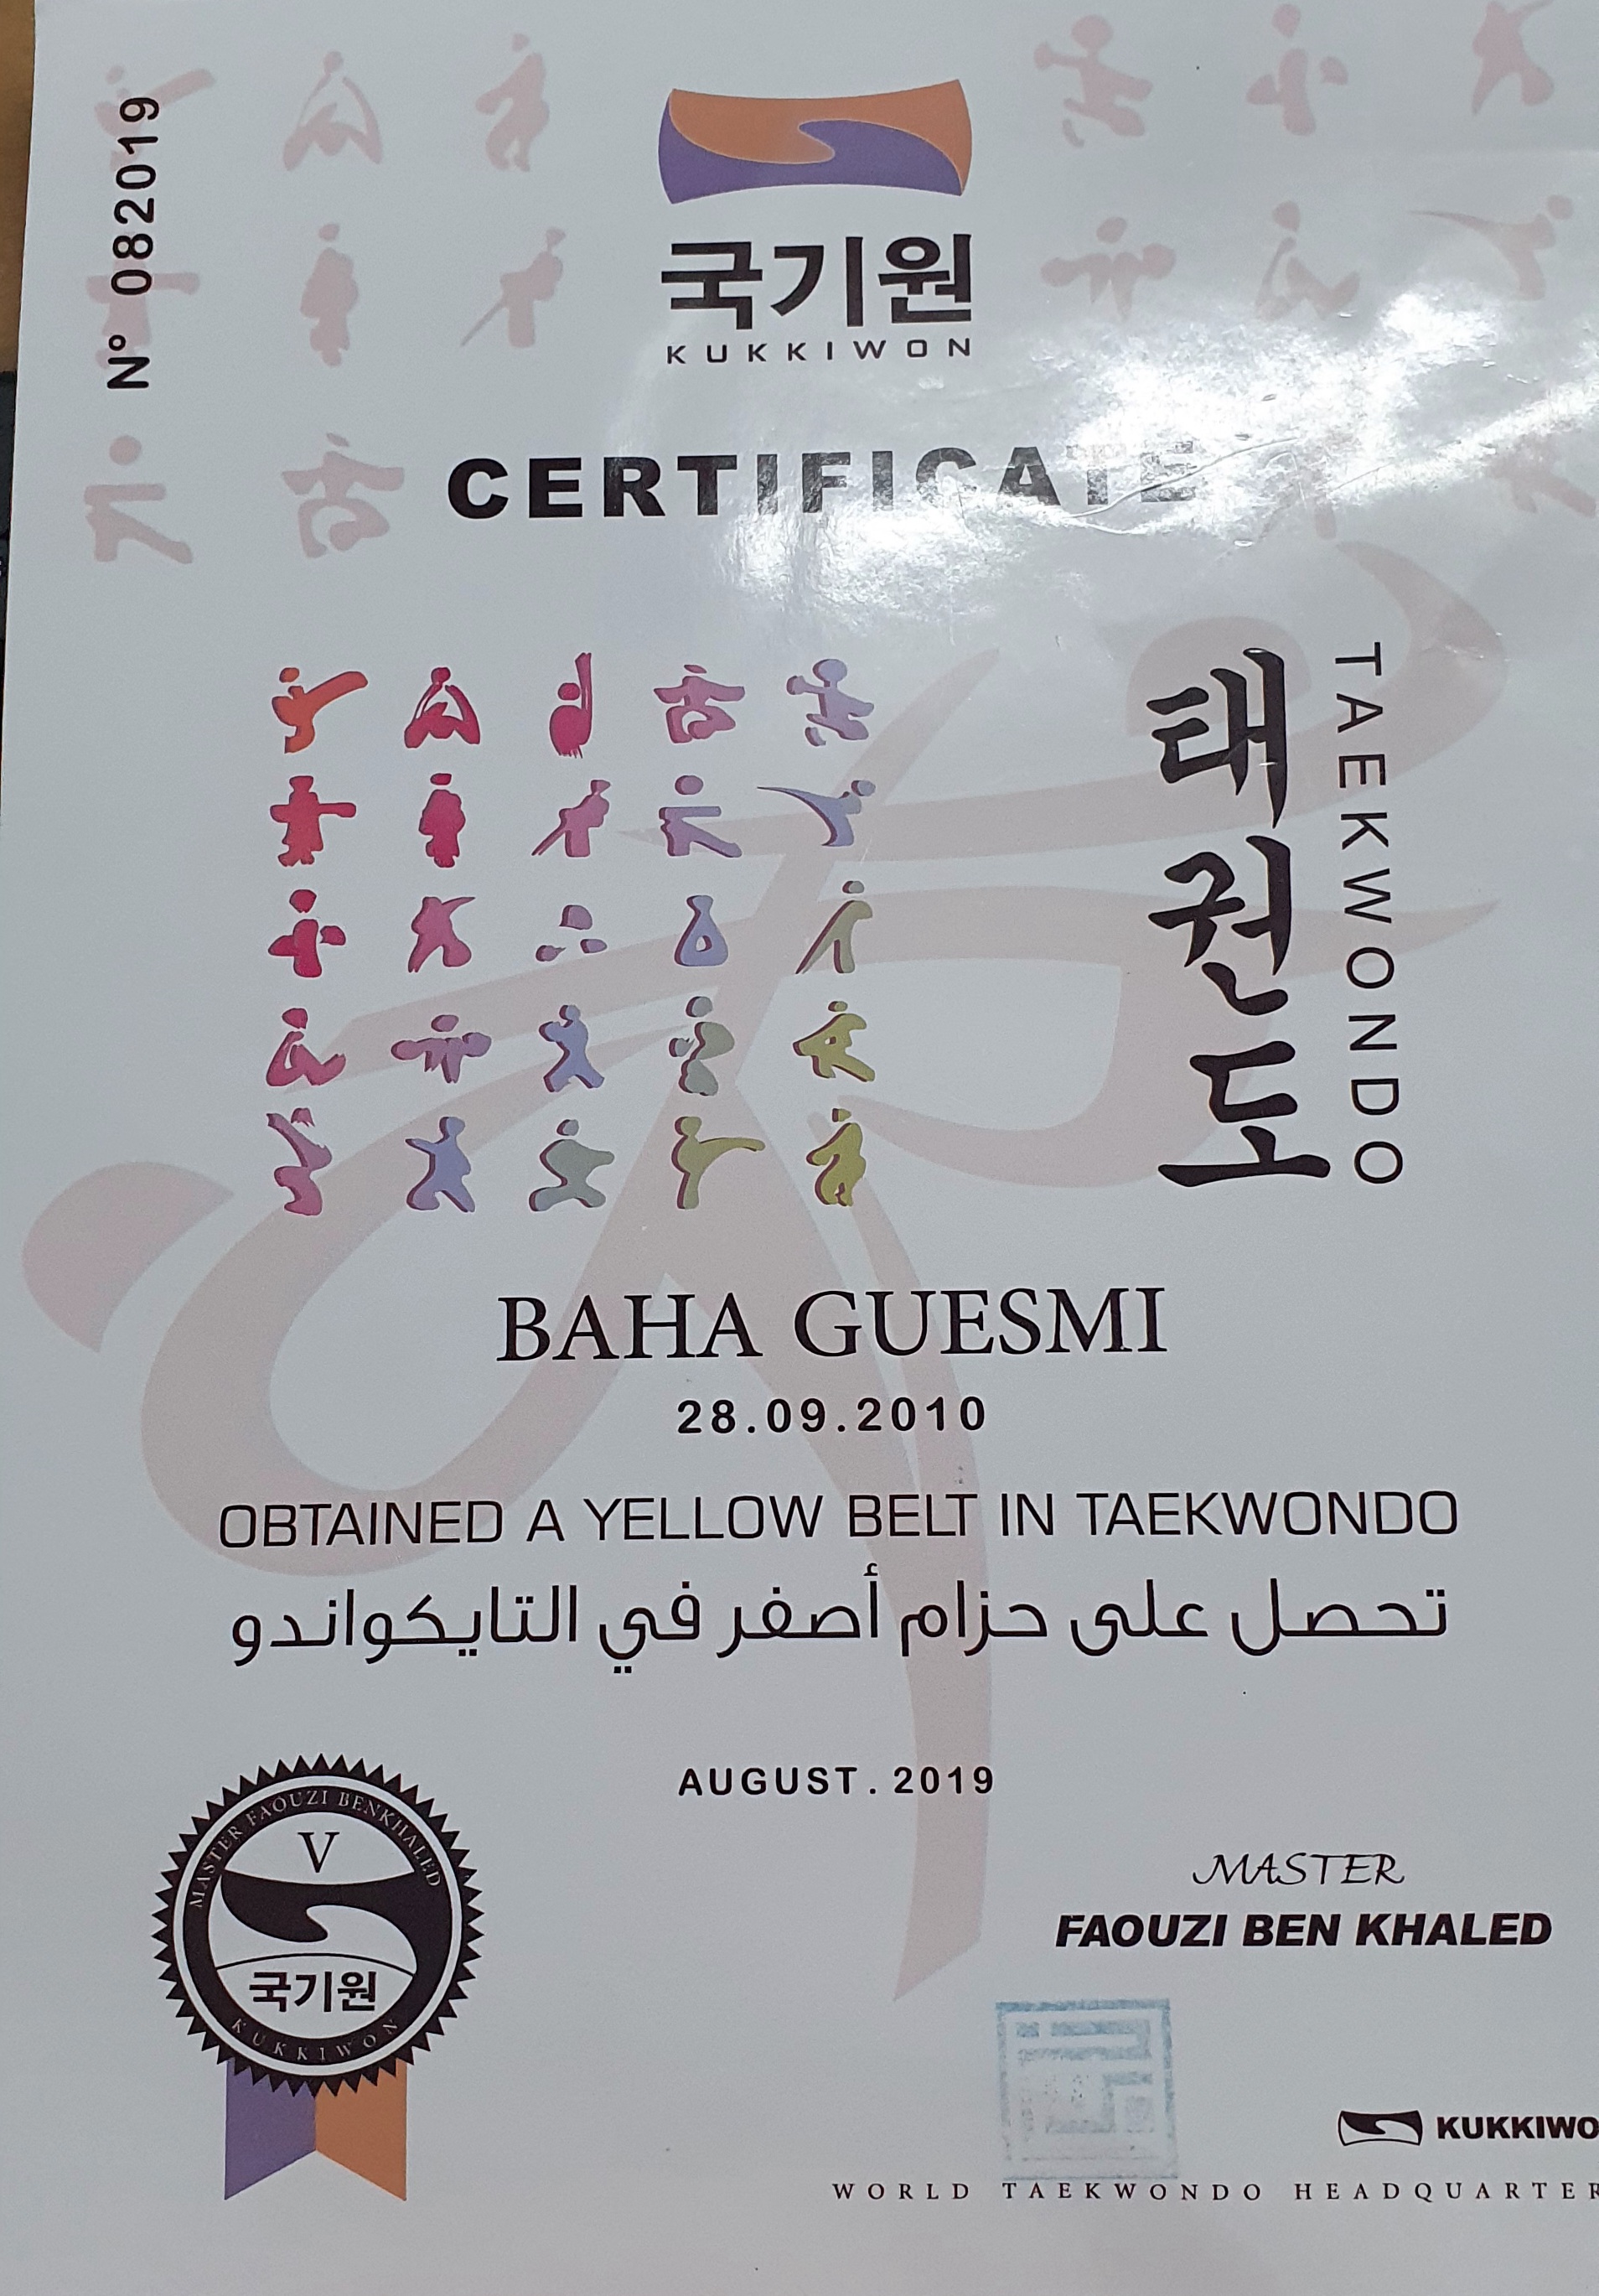 N° 082019
국기원
KUKKIWON
CERTIFICATE
태권도
TAEKWONDO
BAHA GUESMI
28.09.2010
OBTAINED A YELLOW BELT IN TAEKWONDO
تحصل على حزام أصفر في التايكواندو
AUGUST. 2019
MASTER FAOUZI BENKHALED
V
국기원
KUKKIWON
MASTER
FAOUZI BEN KHALED
KUKKIWO
WORLD TAEKWONDO HEADQUARTER